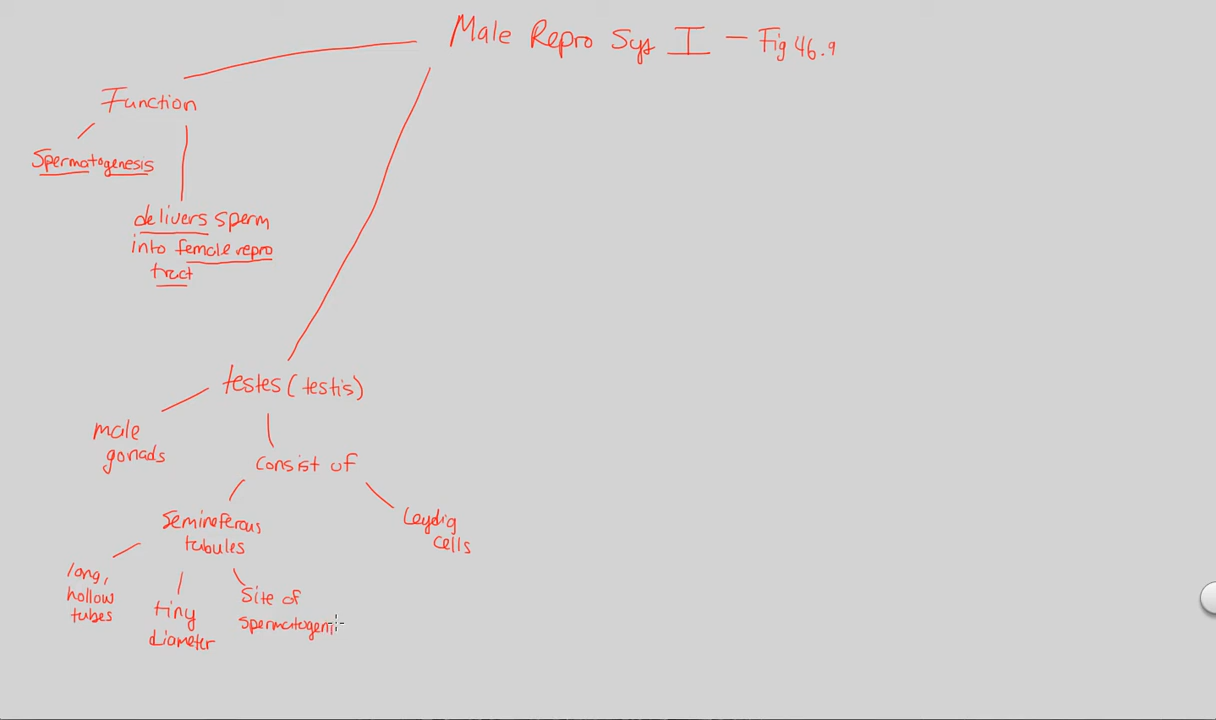 Male Repro Sys I – Fig 46.9
Function
Spermatogenesis
delivers sperm
into female repro
tract
testes (testis)
male
gonads
consist of
Seminiferous
tubules
Leydig
cells
long,
hollow
tubes
tiny
diameter
Site of
spermatogeni